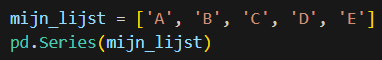 mijn_lijst = ['A', 'B', 'C', 'D', 'E']
pd.Series(mijn_lijst)